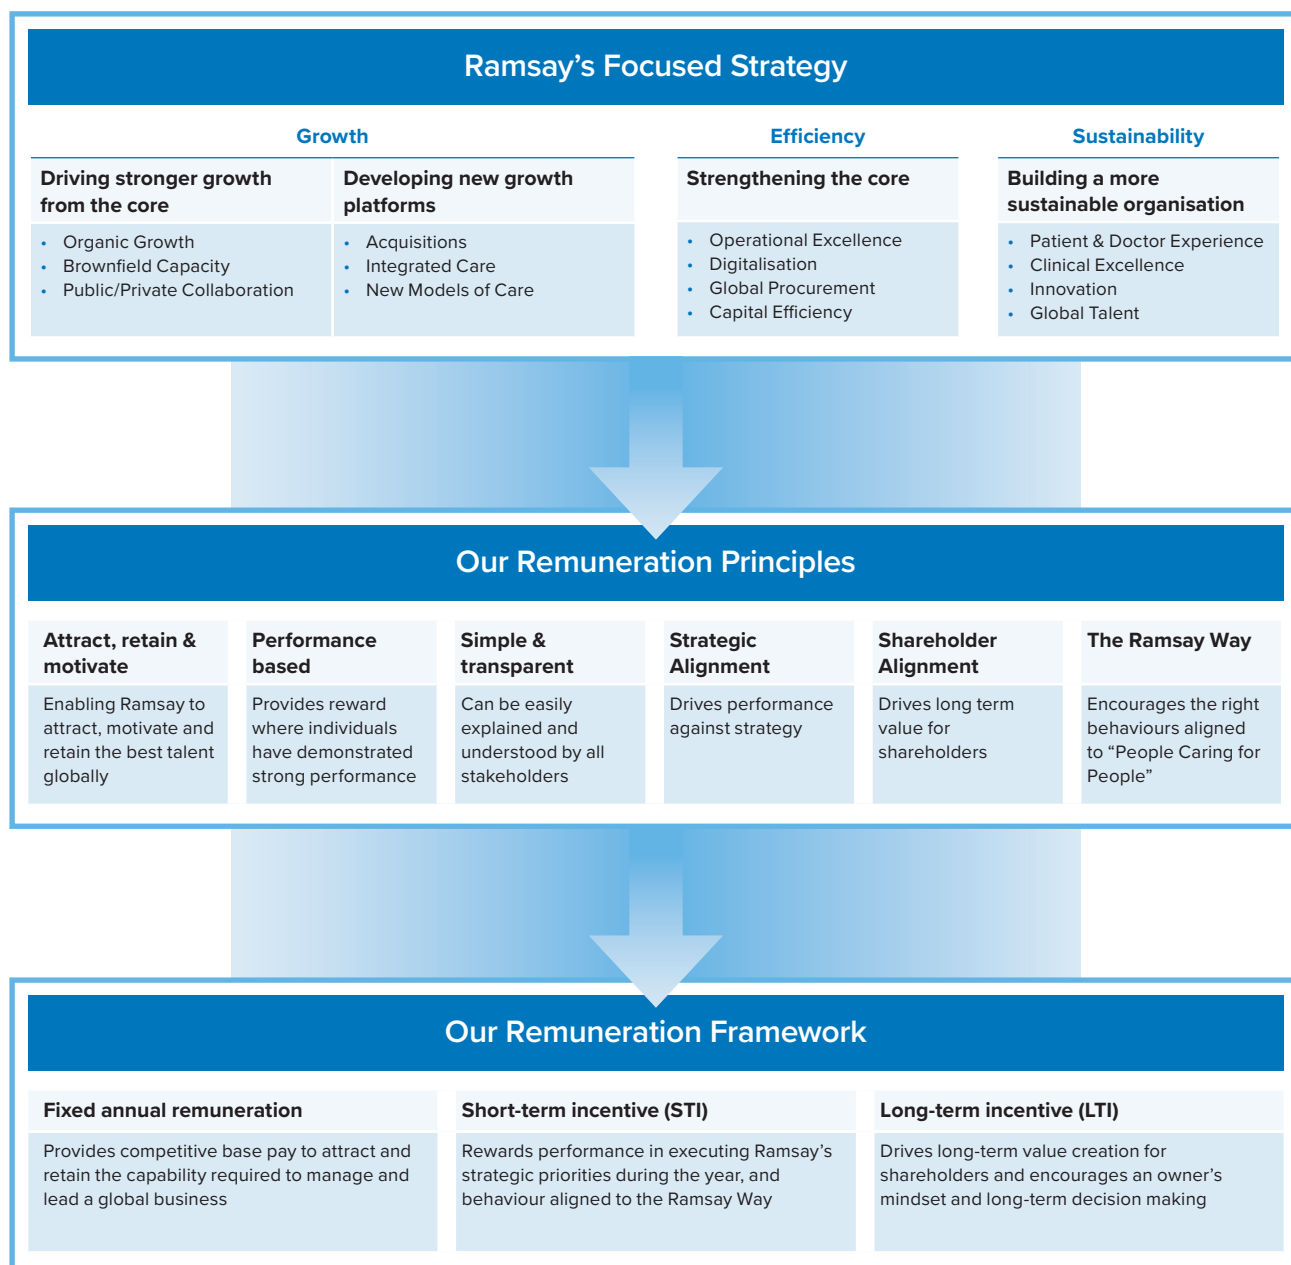 Ramsay’s Focused Strategy
Growth
Driving stronger growth
from the core
• Organic Growth
• Brownfield Capacity
• Public/Private Collaboration
Developing new growth
platforms
• Acquisitions
• Integrated Care
• New Models of Care
Efficiency
Strengthening the core
• Operational Excellence
• Digitalisation
• Global Procurement
• Capital Efficiency
Sustainability
Building a more
sustainable organisation
• Patient & Doctor Experience
• Clinical Excellence
• Innovation
• Global Talent
Our Remuneration Principles
Attract, retain &
motivate
Enabling Ramsay to
attract, motivate and
retain the best talent
globally
Performance
based
Provides reward
where individuals
have demonstrated
strong performance
Simple &
transparent
Can be easily
explained and
understood by all
stakeholders
Strategic
Alignment
Drives performance
against strategy
Shareholder
Alignment
Drives long term
value for
shareholders
The Ramsay Way
Encourages the right
behaviours aligned
to “People Caring for
People”
Our Remuneration Framework
Fixed annual remuneration
Provides competitive base pay to attract and
retain the capability required to manage and
lead a global business
Short-term incentive (STI)
Rewards performance in executing Ramsay’s
strategic priorities during the year, and
behaviour aligned to the Ramsay Way
Long-term incentive (LTI)
Drives long-term value creation for
shareholders and encourages an owner’s
mindset and long-term decision making